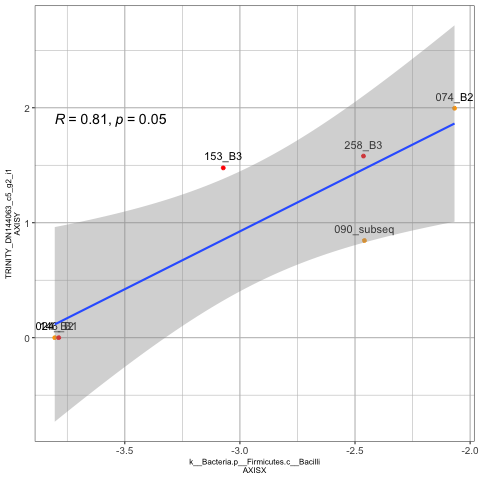 074_B2
2
R = 0.81, p = 0.05
258_B3
153_B3
TRINITY_DN144063_c5_g2_i1
AXISY
1
090_subseq
0
-3.5
-3.0
-2.5
-2.0
k__Bacteria.p__Firmicutes.c__Bacilli
AXISX